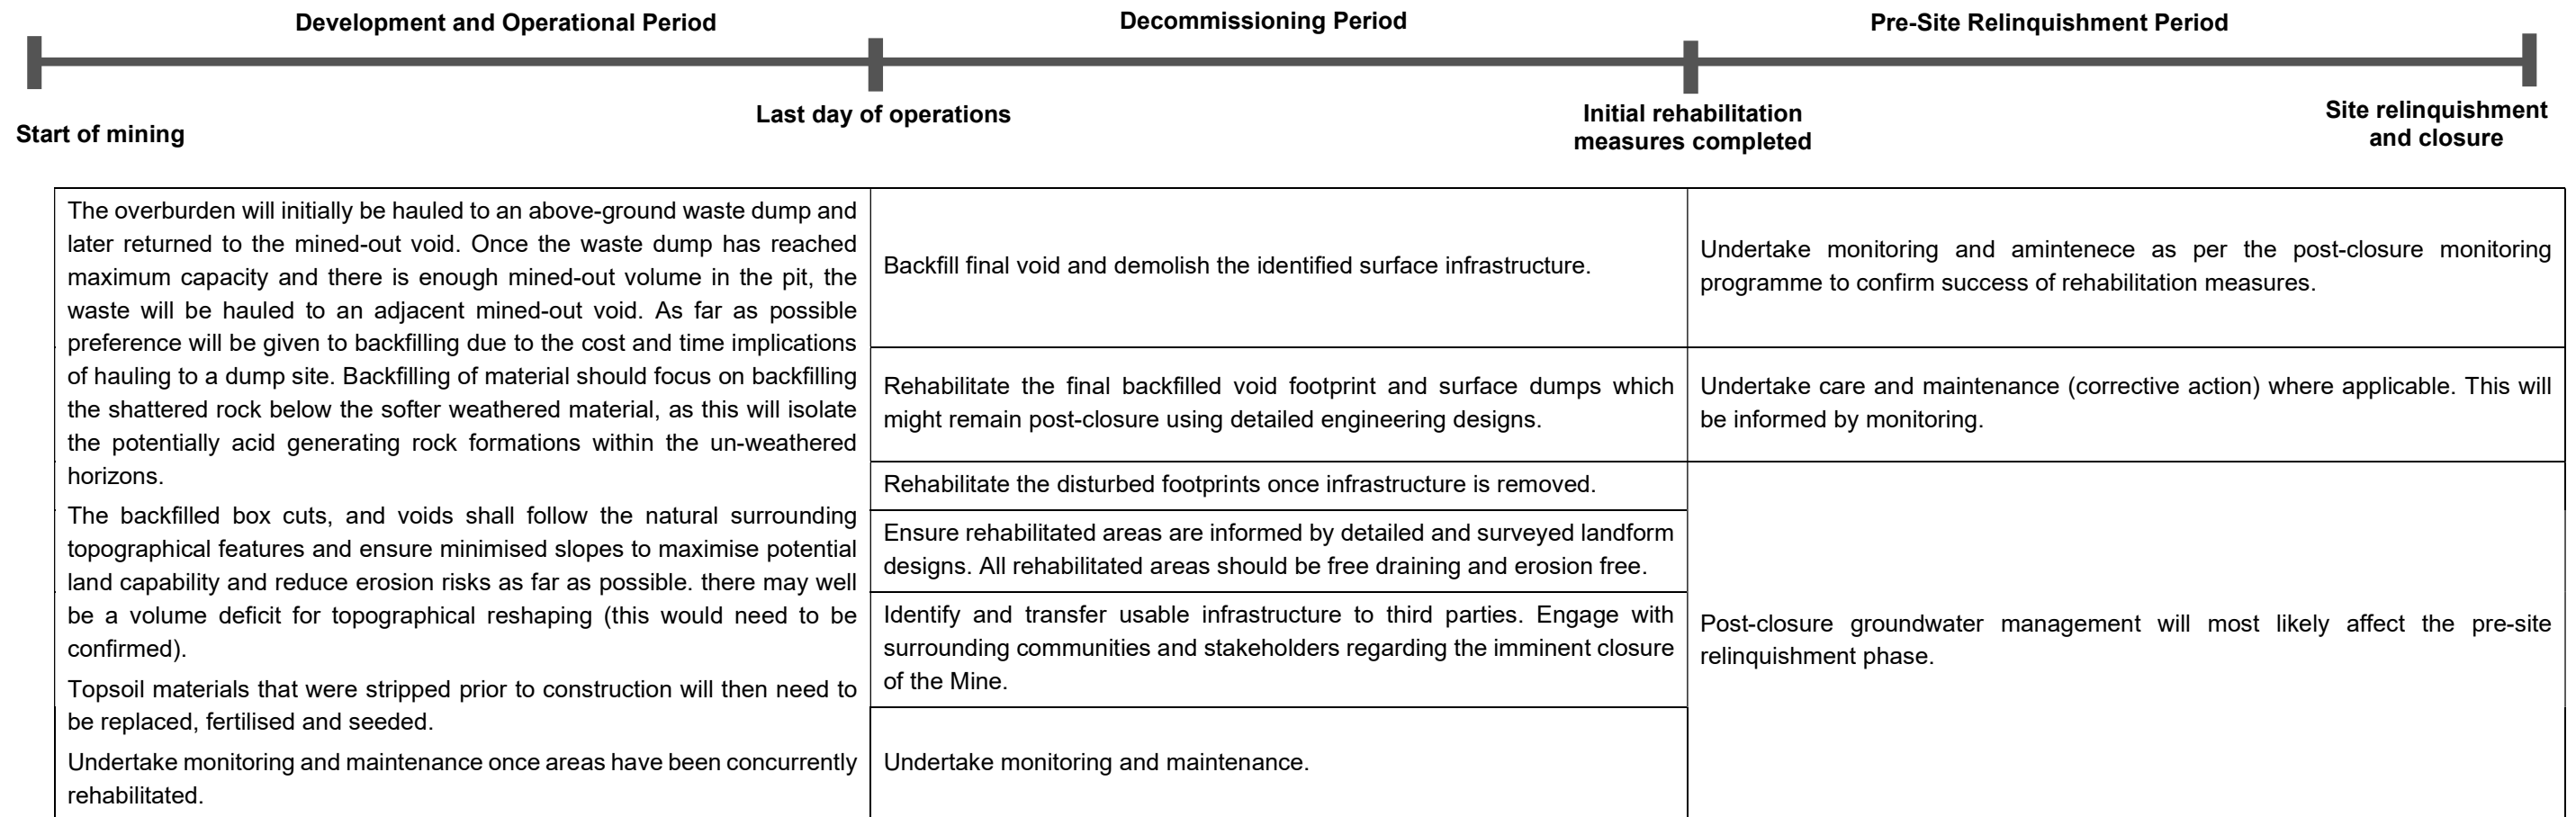 Development and Operational Period
Decommissioning Period
Pre-Site Relinquishment Period
Start of mining
Last day of operations
Initial rehabilitation
measures completed
Site relinquishment
and closure
The overburden will initially be hauled to an above-ground waste dump and
later returned to the mined-out void. Once the waste dump has reached
maximum capacity and there is enough mined-out volume in the pit, the
waste will be hauled to an adjacent mined-out void. As far as possible
preference will be given to backfilling due to the cost and time implications
of hauling to a dump site. Backfilling of material should focus on backfilling
the shattered rock below the softer weathered material, as this will isolate
the potentially acid generating rock formations within the un-weathered
horizons.
The backfilled box cuts, and voids shall follow the natural surrounding
topographical features and ensure minimised slopes to maximise potential
land capability and reduce erosion risks as far as possible. there may well
be a volume deficit for topographical reshaping (this would need to be
confirmed).
Topsoil materials that were stripped prior to construction will then need to
be replaced, fertilised and seeded.
Undertake monitoring and maintenance once areas have been concurrently
rehabilitated.
Backfill final void and demolish the identified surface infrastructure.
Rehabilitate the final backfilled void footprint and surface dumps which
might remain post-closure using detailed engineering designs.
Rehabilitate the disturbed footprints once infrastructure is removed.
Ensure rehabilitated areas are informed by detailed and surveyed landform
designs. All rehabilitated areas should be free draining and erosion free.
Identify and transfer usable infrastructure to third parties. Engage with
surrounding communities and stakeholders regarding the imminent closure
of the Mine.
Undertake monitoring and maintenance.
Undertake monitoring and amintenece as per the post-closure monitoring
programme to confirm success of rehabilitation measures.
Undertake care and maintenance (corrective action) where applicable. This will
be informed by monitoring.
Post-closure groundwater management will most likely affect the pre-site
relinquishment phase.